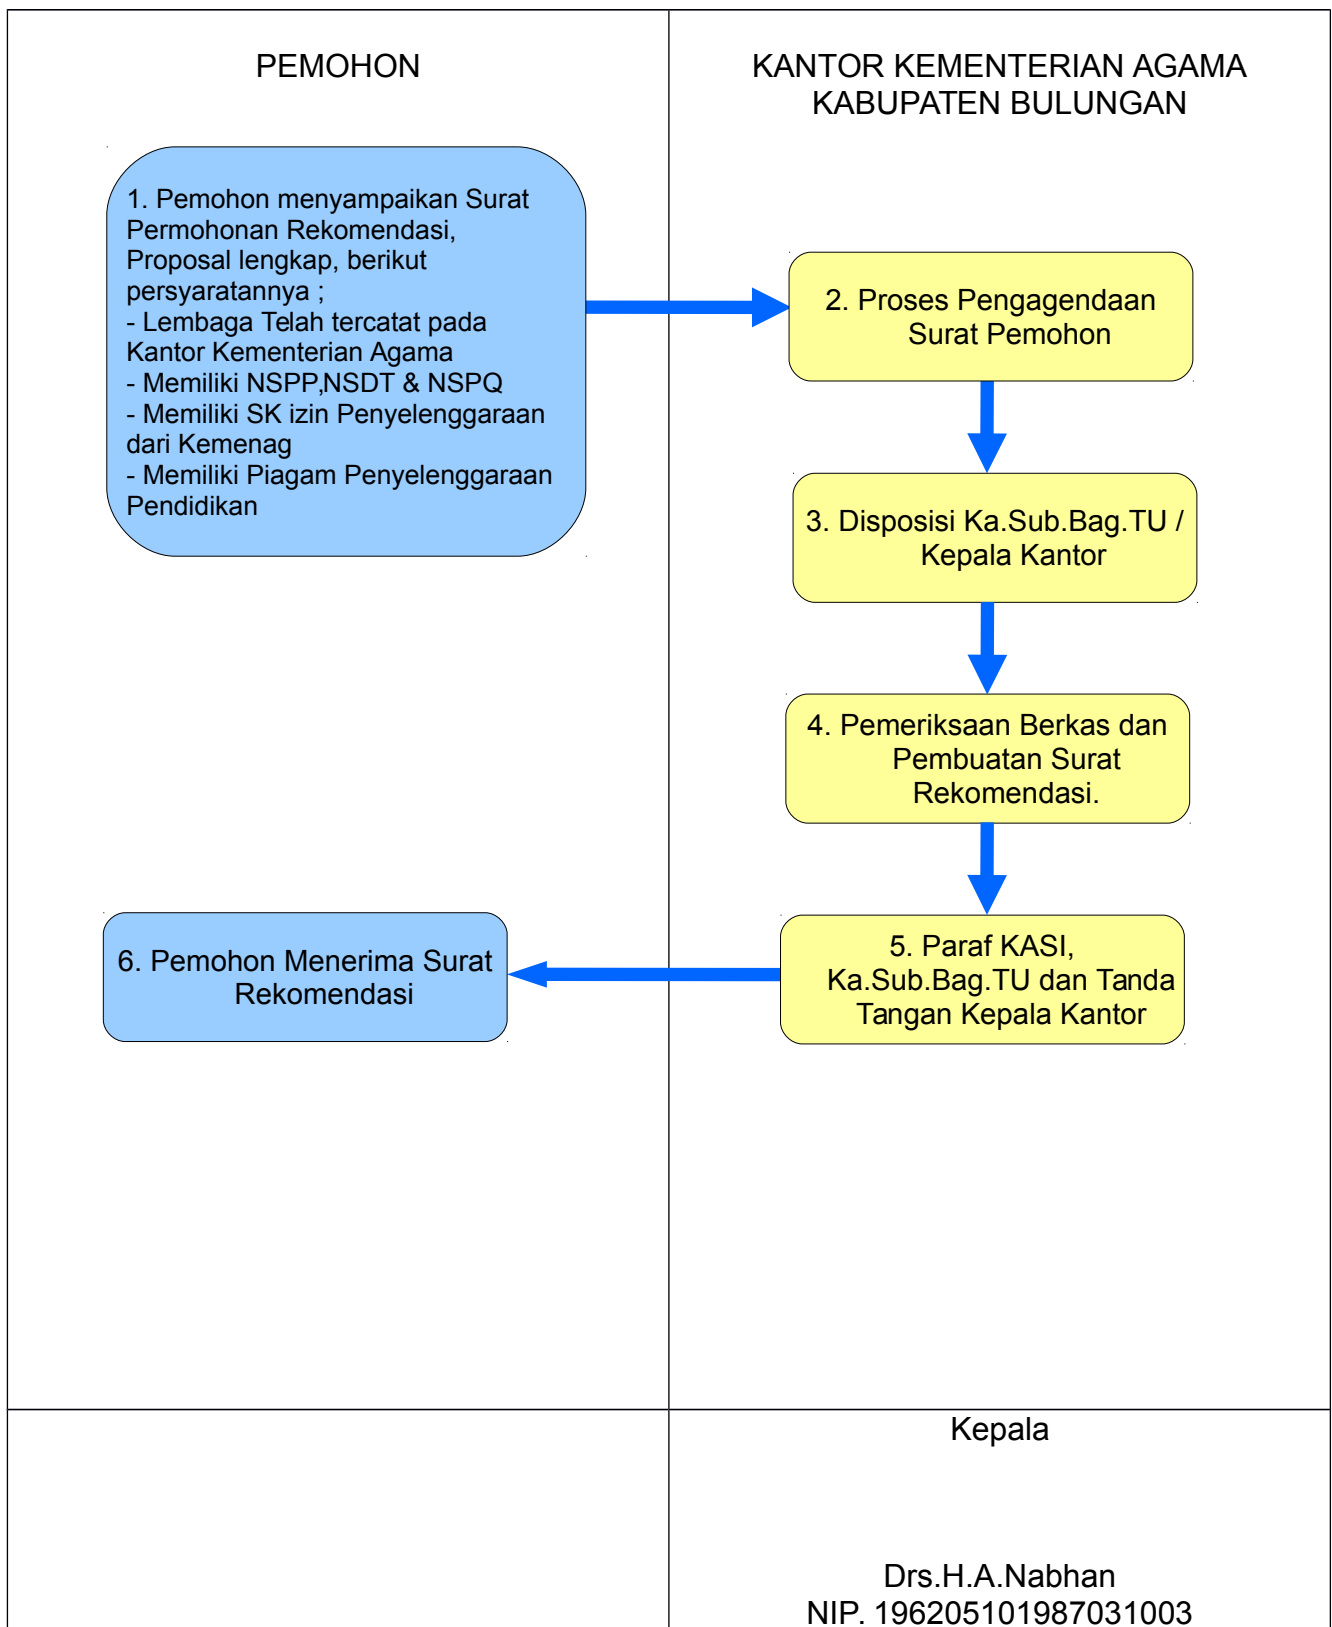 PEMOHON
KANTOR KEMENTERIAN AGAMA
KABUPATEN BULUNGAN
1. Pemohon menyampaikan Surat
Permohonan Rekomendasi,
Proposal lengkap, berikut
persyaratannya ;
- Lembaga Telah tercatat pada
Kantor Kementerian Agama
- Memiliki NSPP,NSDT & NSPQ
- Memiliki SK izin Penyelenggaraan
dari Kemenag
- Memiliki Piagam Penyelenggaraan
Pendidikan
2. Proses Pengagendaan
Surat Pemohon
3. Disposisi Ka.Sub.Bag.TU /
Kepala Kantor
4. Pemeriksaan Berkas dan
Pembuatan Surat
Rekomendasi.
5. Paraf KASI,
Ka.Sub.Bag.TU dan Tanda
Tangan Kepala Kantor
6. Pemohon Menerima Surat
Rekomendasi
Kepala
Drs.H.A.Nabhan
NIP. 196205101987031003